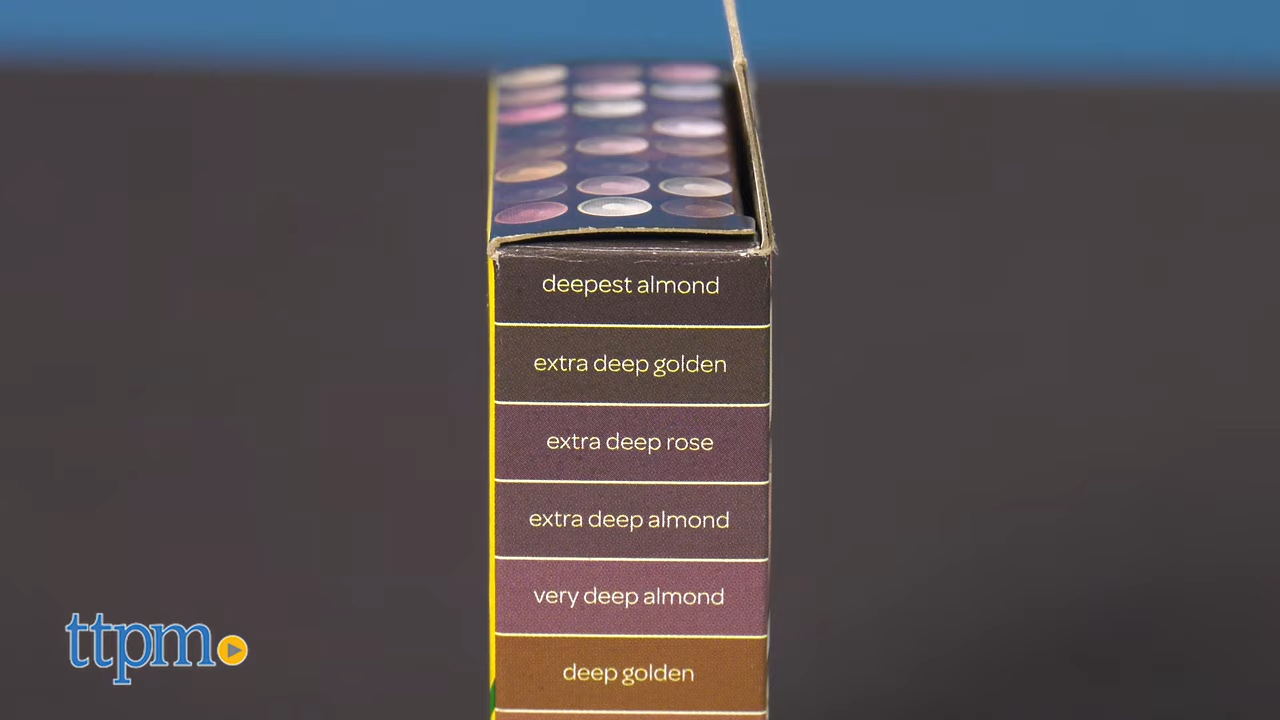 deepest almond
extra deep golden
extra deep rose
extra deep almond
very deep almond
deep golden
ttpm